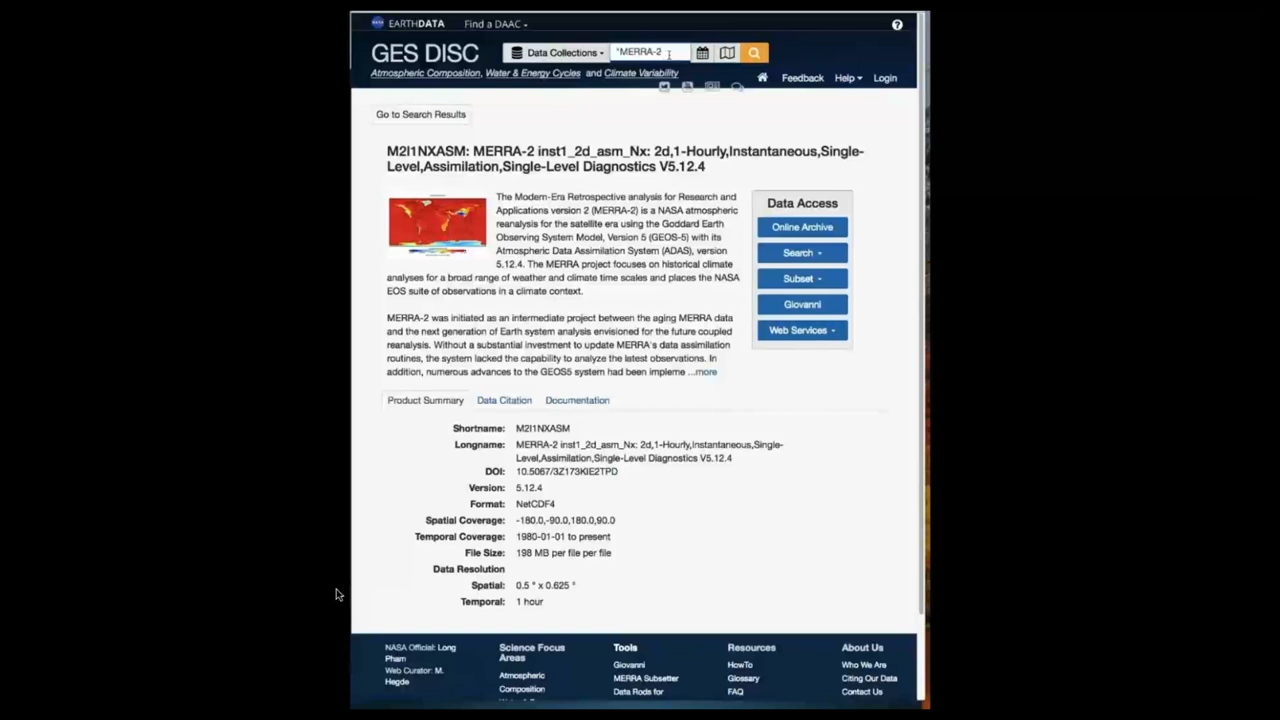 EARTHDATA Find a DAAC
GES DISC Data Collections "MERRA-2
Atmospheric Composition, Water & Energy Cycles and Climate Variability
Feedback Help Login
Go to Search Results
M2I1NXASM: MERRA-2 inst1_2d_asm_Nx: 2d,1-Hourly,Instantaneous,Single-
Level,Assimilation,Single-Level Diagnostics V5.12.4
The Modern-Era Retrospective analysis for Research and
Applications version 2 (MERRA-2) is a NASA atmospheric
reanalysis for the satellite era using the Goddard Earth
Observing System Model, Version 5 (GEOS-5) with its
Atmospheric Data Assimilation System (ADAS), version
5.12.4. The MERRA project focuses on historical climate
analyses for a broad range of weather and climate time scales and places the NASA
EOS suite of observations in a climate context.
MERRA-2 was initiated as an intermediate project between the aging MERRA data
and the next generation of Earth system analysis envisioned for the future coupled
reanalysis. Without a substantial investment to update MERRA's data assimilation
routines, the system lacked the capability to analyze the latest observations. In
addition, numerous advances to the GEOS5 system had been impleme ...more
Data Access
Online Archive
Search
Subset
Giovanni
Web Services
Product Summary Data Citation Documentation
Shortname: M2I1NXASM
Longname: MERRA-2 inst1_2d_asm_Nx: 2d,1-Hourly,Instantaneous,Single-
Level,Assimilation,Single-Level Diagnostics V5.12.4
DOI: 10.5067/3Z173KIE2TPD
Version: 5.12.4
Format: NetCDF4
Spatial Coverage: -180.0,-90.0,180.0,90.0
Temporal Coverage: 1980-01-01 to present
File Size: 198 MB per file per file
Data Resolution
Spatial: 0.5 ° x 0.625 °
Temporal: 1 hour
NASA Official: Long
Pham
Web Curator: M.
Hegde
Science Focus
Areas
Atmospheric
Composition
Tools
Giovanni
MERRA Subsetter
Data Rods for
Resources
HowTo
Glossary
FAQ
About Us
Who We Are
Citing Our Data
Contact Us